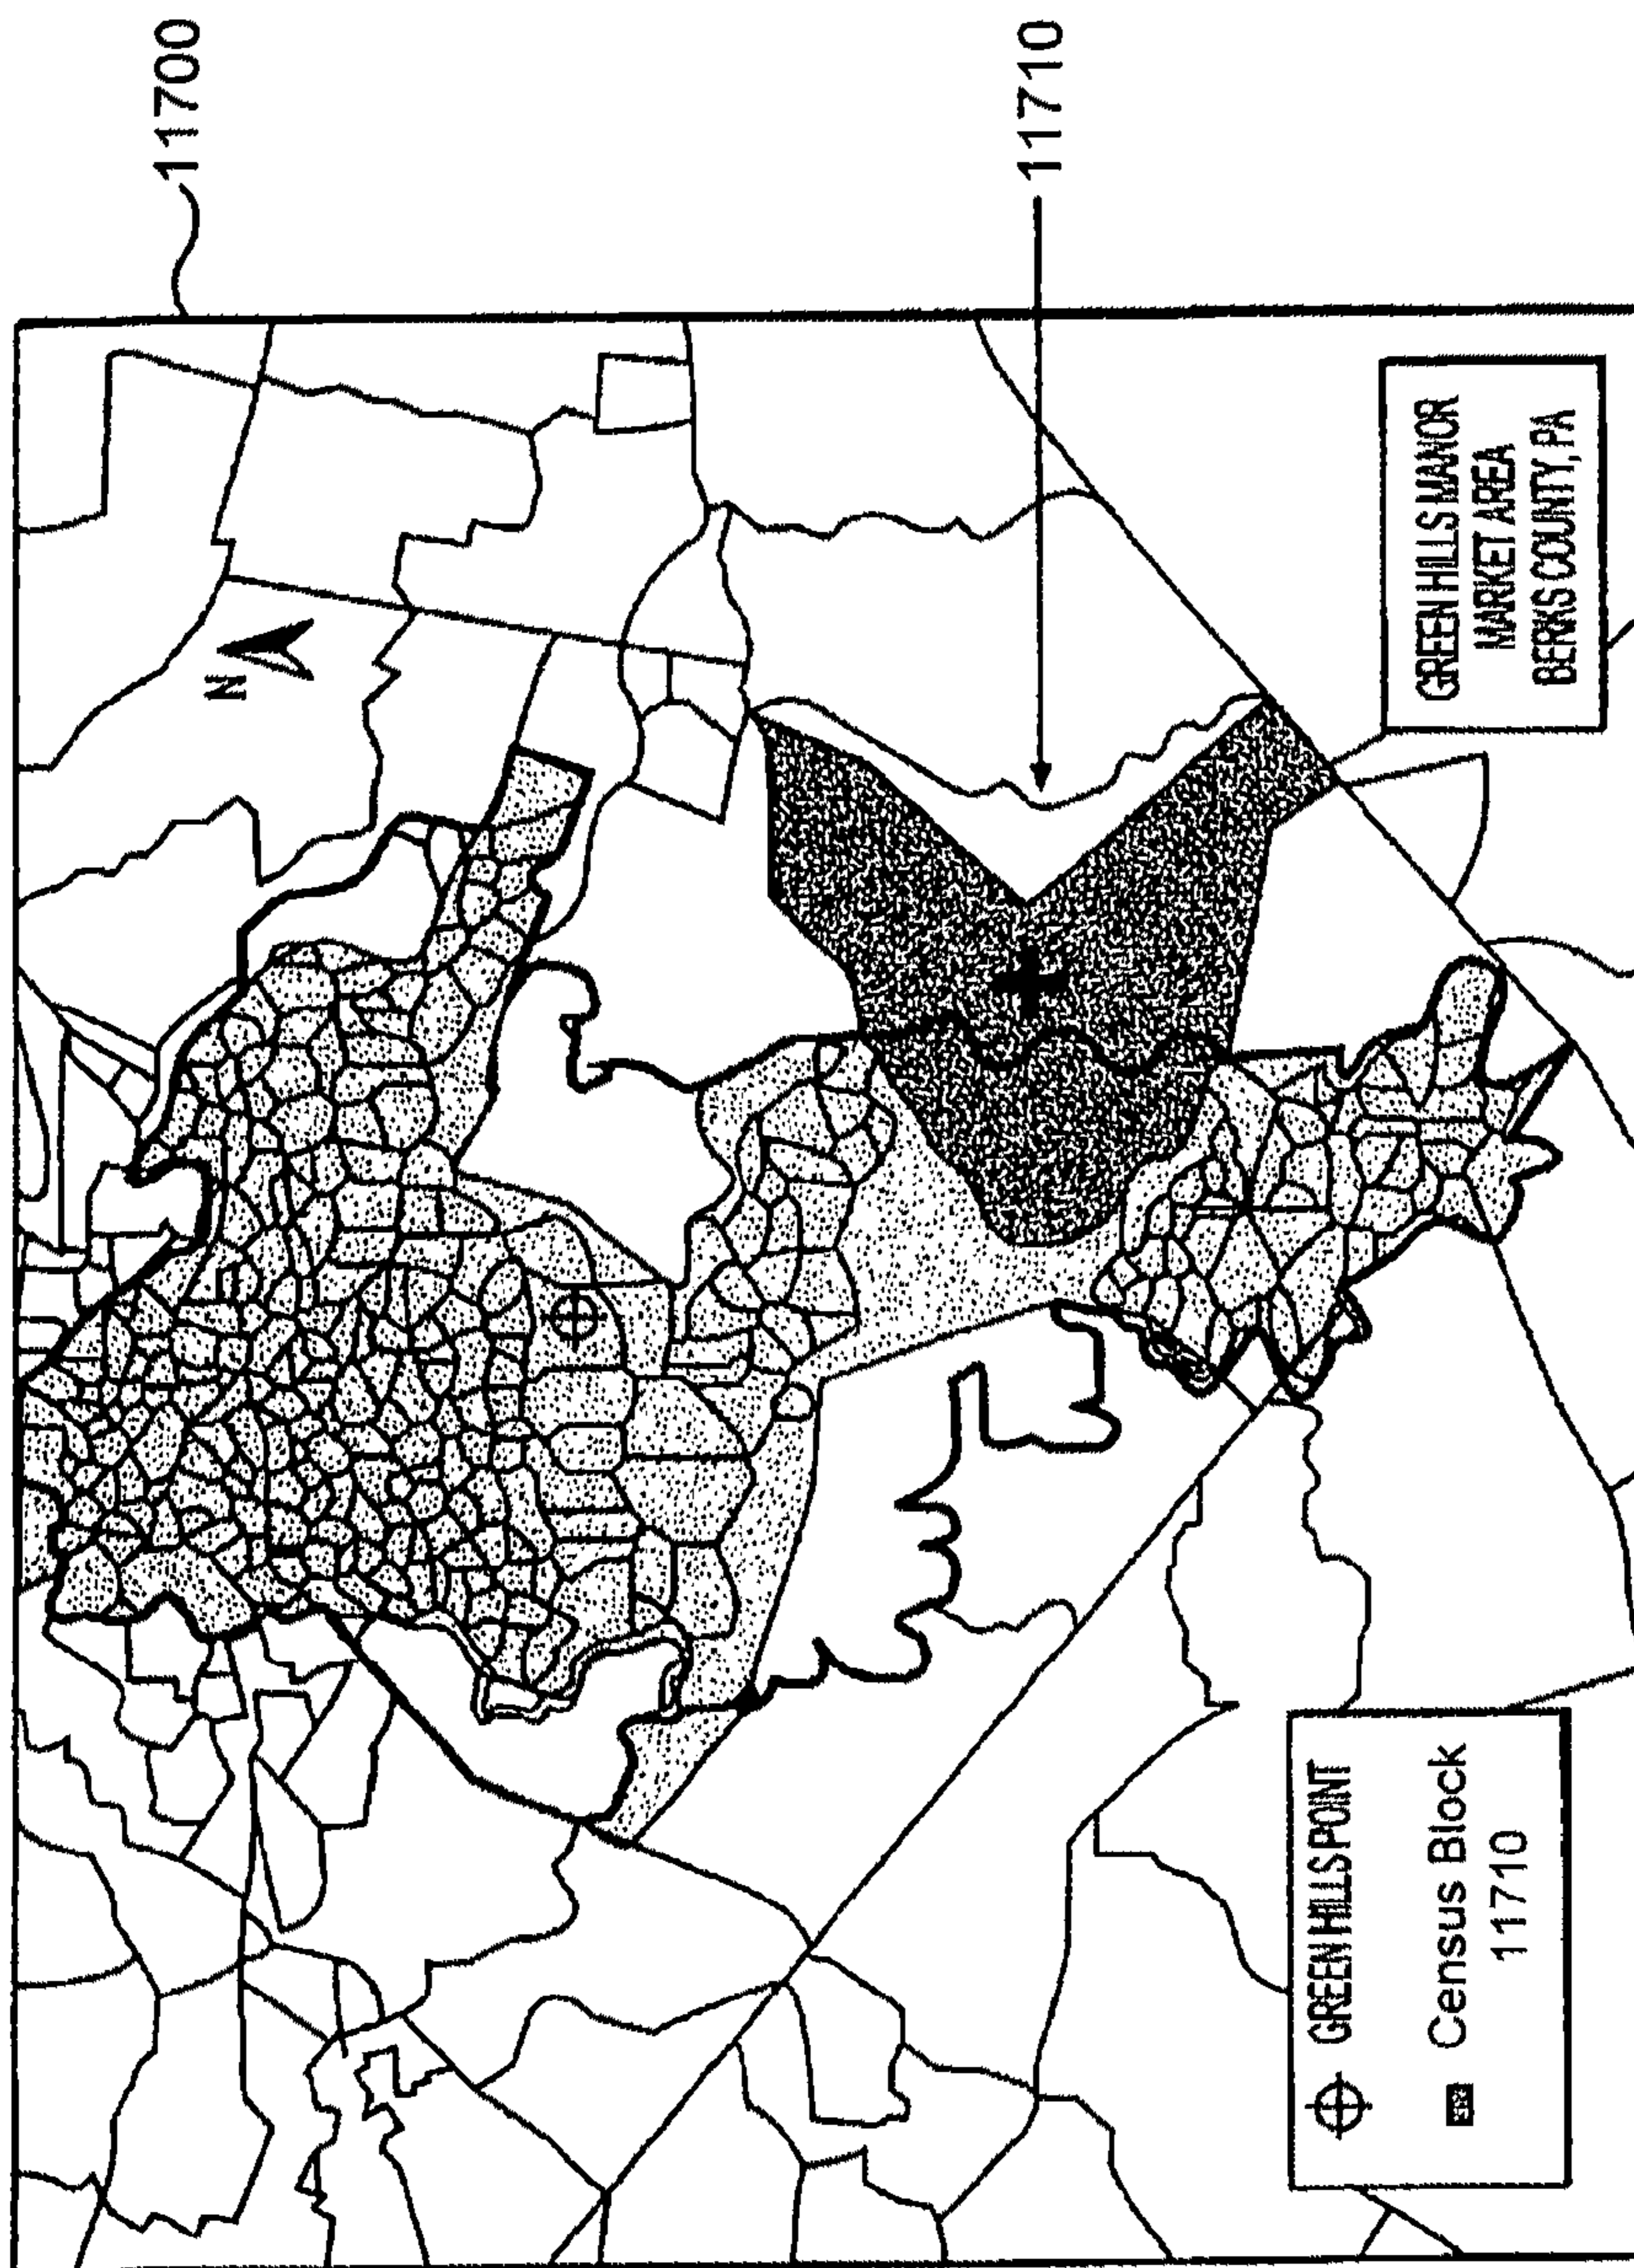 11700
11710
N
GREEN HILLS MANOR
MARKET AREA
BERKS COUNTY, PA
GREEN HILLS POINT
Census Block
11710